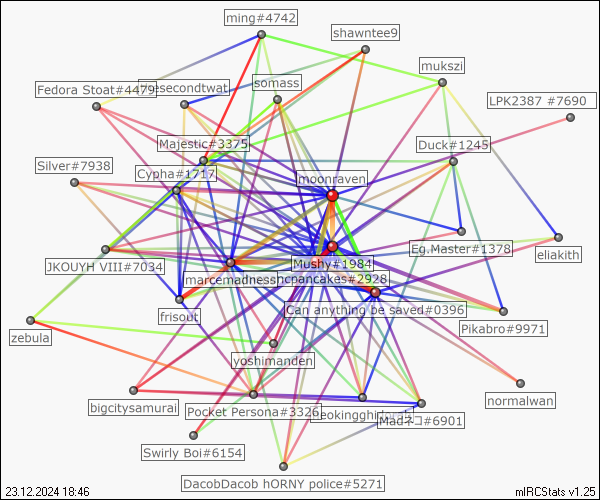 ming#4742
shawntee9
mukszi
Fedora Stoat#4479
esecondtwat
somass
LPK2387 #7690
Majestic#3375
Duck#1245
Silver#7938
Cypha#1717
moonraven
Eg.Master#1378
eliakith
JKOUYH VIII#7034
Mushy#1984
marcemadness
pancakes#2928
Can anything be saved#0396
frisout
Pikabro#9971
zebula
yoshimanden
normalwan
bigcitysamurai
Pocket Persona#3326
Madネコ#6901
Swirly Boi#6154
DacobDacob hORNY police#5271
23.12.2024 18:46
mIRCStats v1.25